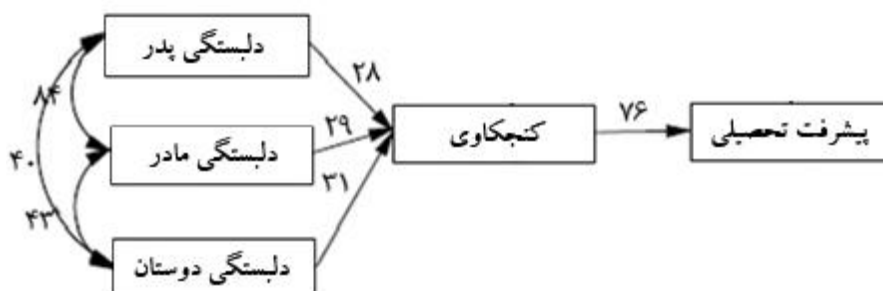 دلبستگی پدر
۲۸
۸۴
کنجکاوی
۷۶
پیشرفت تحصیلی
دلبستگی مادر
۲۹
۴۰
۳۱
۴۳
دلبستگی دوستان